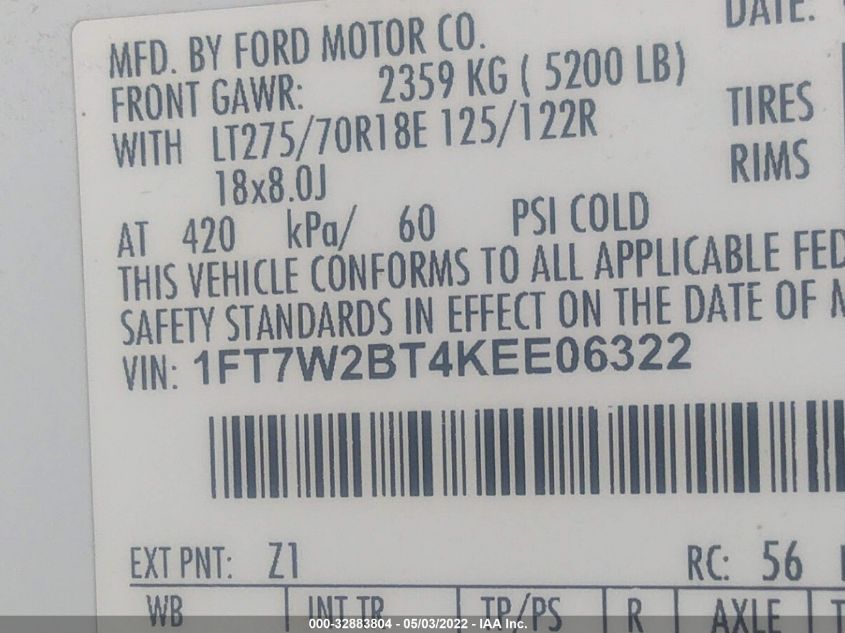 MFD. BY FORD MOTOR CO.
DATE:
FRONT GAWR: 2359 KG ( 5200 LB)
WITH LT275/70R18E 125/122R
TIRES
18x8.0J
RIMS
AT 420 kPa/ 60 PSI COLD
THIS VEHICLE CONFORMS TO ALL APPLICABLE FED
SAFETY STANDARDS IN EFFECT ON THE DATE OF
VIN: 1FT7W2BT4KEE06322
EXT PNT: Z1 RC: 56
WB INT TR TP/PS R AXLE T
000-32883804 - 05/03/2022 - IAA Inc.